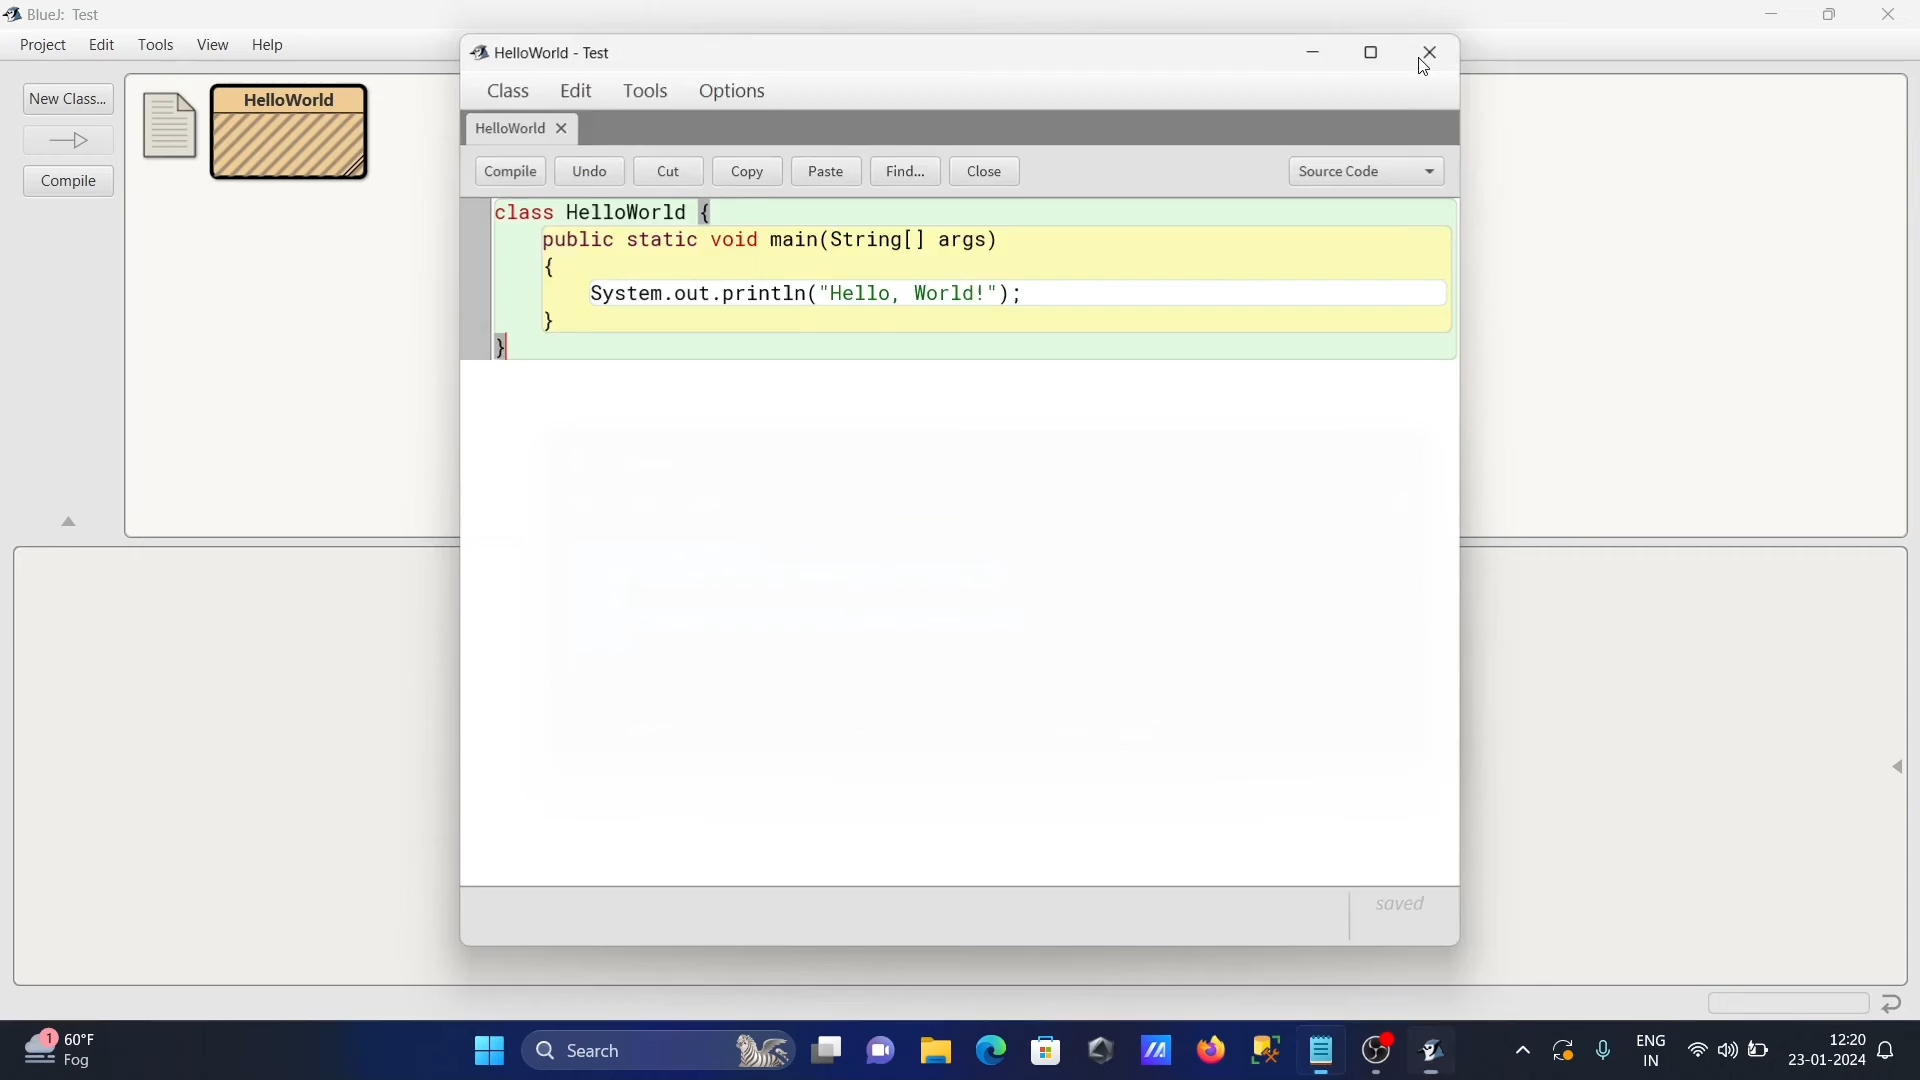 BlueJ: Test
Project Edit Tools View Help
New Class...
Compile
HelloWorld
HelloWorld - Test
Class Edit Tools Options
HelloWorld
Compile Undo Cut Copy Paste Find... Close Source Code
class HelloWorld {
public static void main(String[] args)
{
System.out.println("Hello, World!");
}
}
saved
1 60°F
Fog
Search
ENG
IN
12:20
23-01-2024